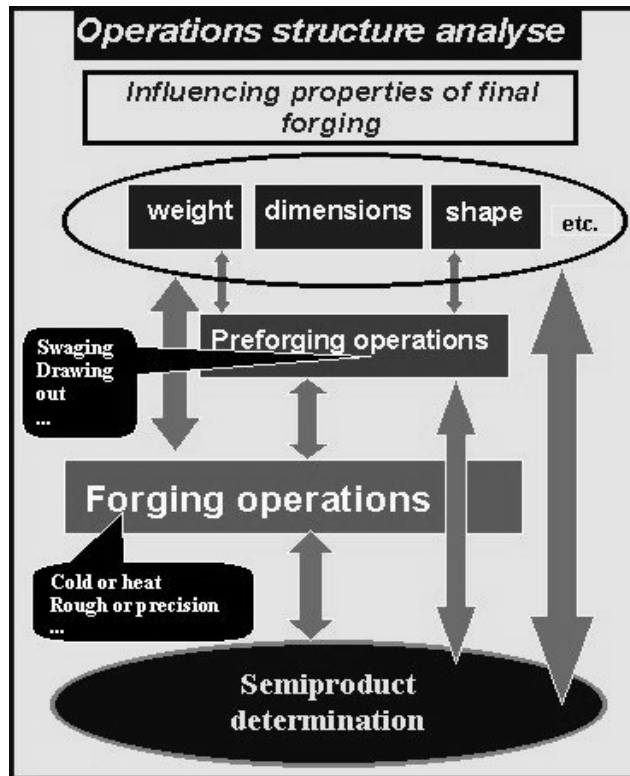 Operations structure analyse
Influencing properties of final
forging
weight dimensions shape etc.
Preforging operations
Swaging
Drawing
out
...
Forging operations
Cold or heat
Rough or precision
...
Semiproduct
determination